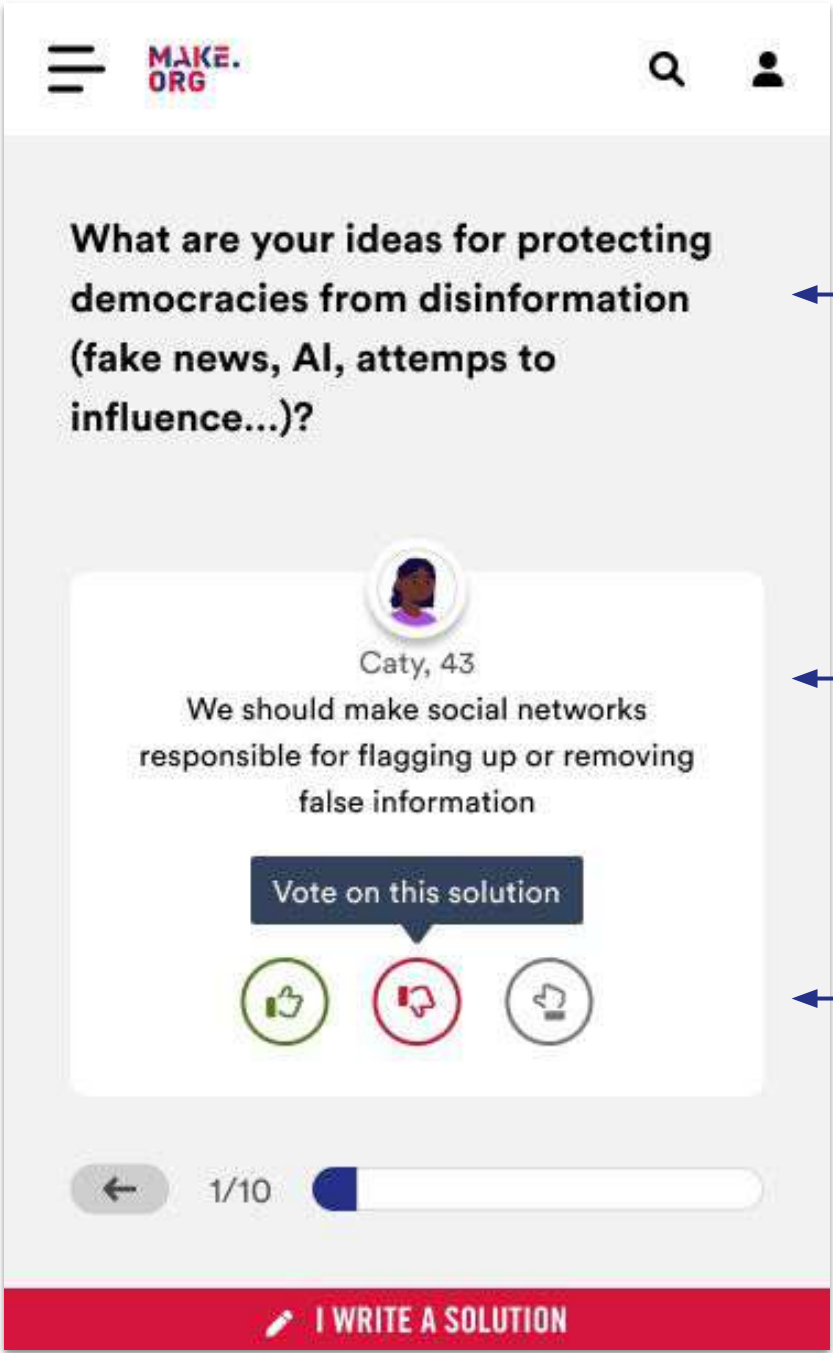 MAKE.
ORG
What are your ideas for protecting
democracies from disinformation
(fake news, AI, attemps to
influence...)?
Caty, 43
We should make social networks
responsible for flagging up or removing
false information
Vote on this solution
1/10
I WRITE A SOLUTION